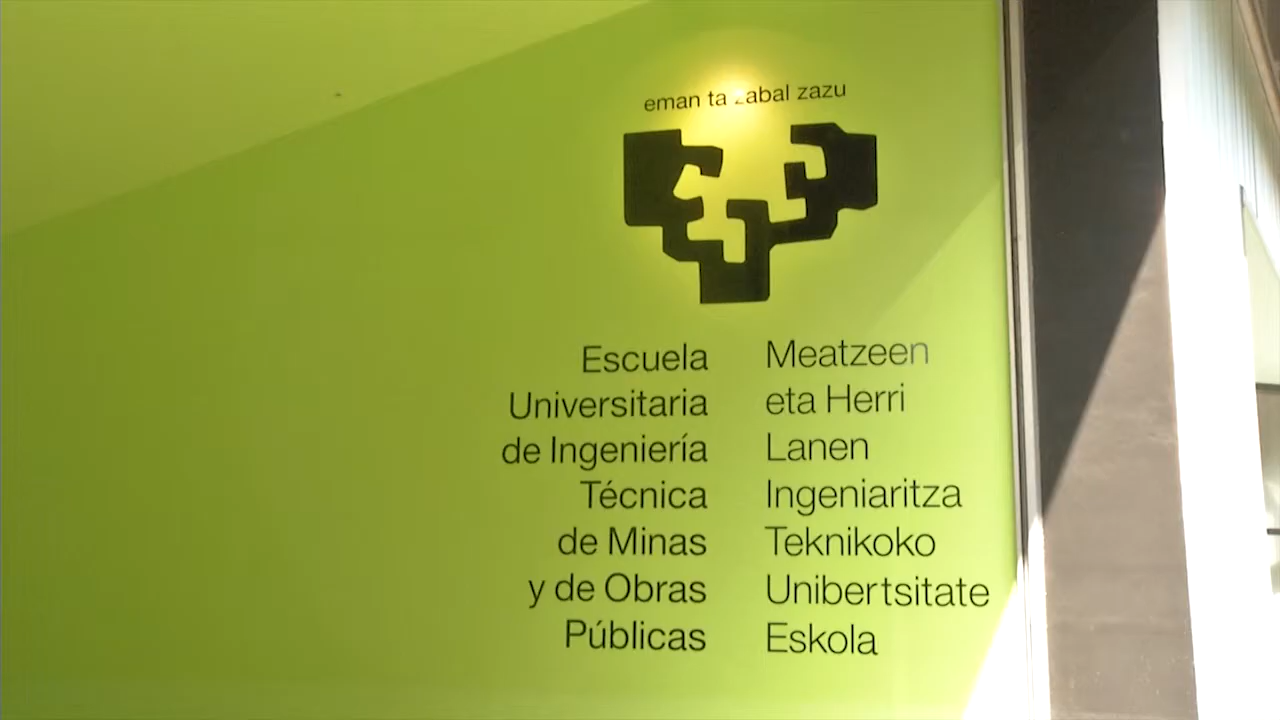 eman ta zabal zazu
Escuela
Universitaria
de Ingeniería
Técnica
de Minas
y de Obras
Públicas
Meatzeen
eta Herri
Lanen
Ingeniaritza
Teknikoko
Unibertsitate
Eskola